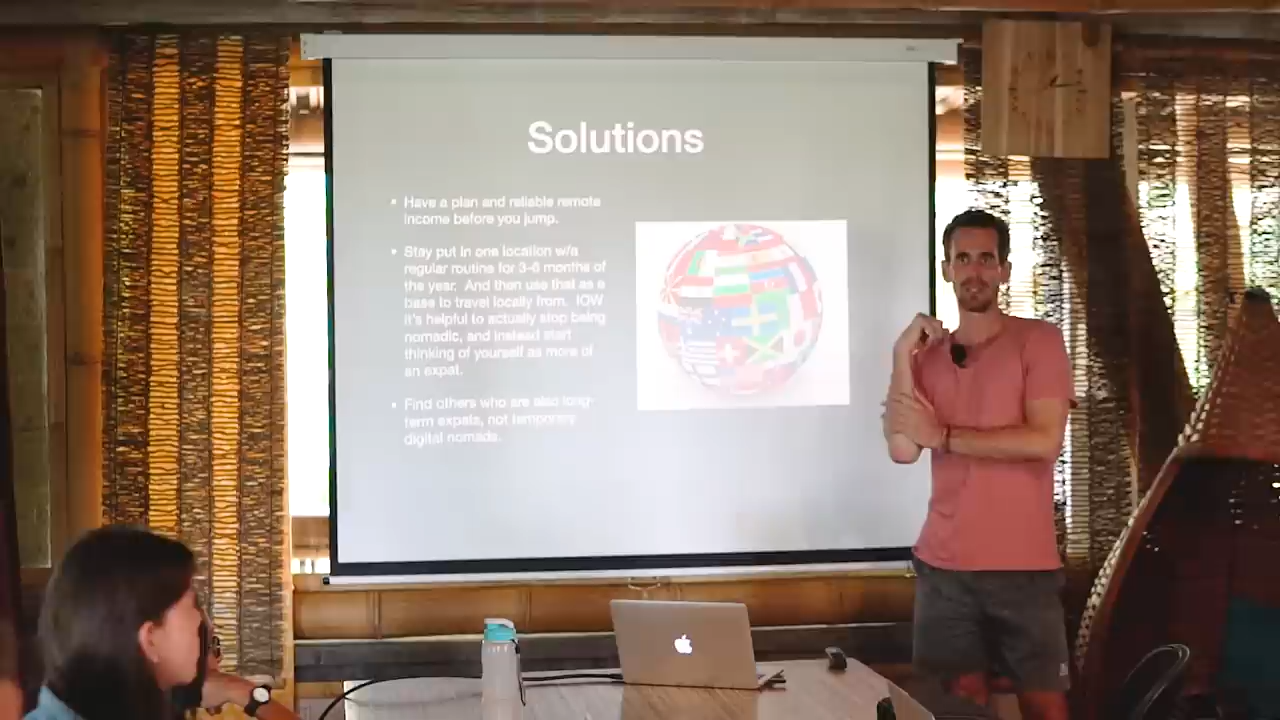 Solutions
• Have a plan and reliable remote
income before you jump.
• Stay put in one location w/a
regular routine for 3-6 months of
the year. And then use that as a
base to travel locally from. IOW
it's helpful to actually stop being
nomadic, and instead start
thinking of yourself as more of
an expat.
• Find others who are also long-
term expats, not temporary
digital nomads.